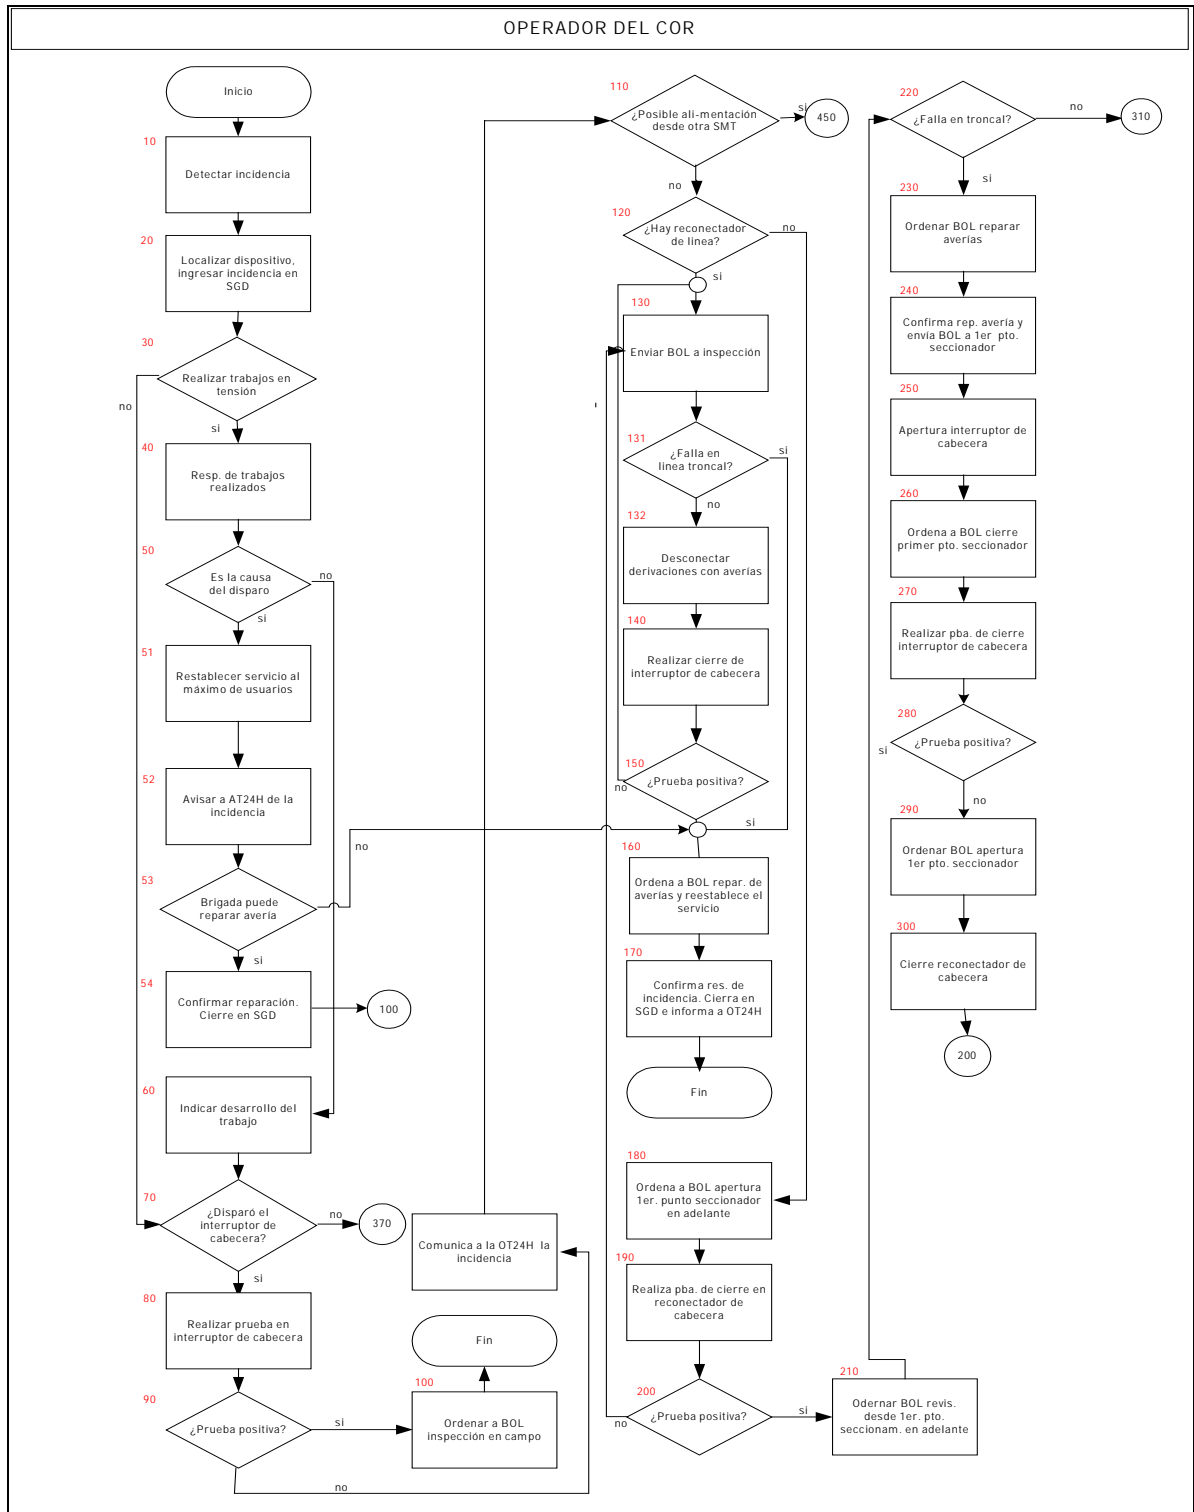 OPERADOR DEL COR
Inicio
10
Detectar incidencia
20
Localizar dispositivo,
ingresar incidencia en
SGD
30
Realizar trabajos en
tensión
no
si
40
Resp. de trabajos
realizados
50
Es la causa
del disparo
no
si
51
Restablecer servicio al
máximo de usuarios
52
Avisar a AT24H de la
incidencia
53
Brigada puede
reparar avería
no
si
54
Confirmar reparación.
Cierre en SGD
100
60
Indicar desarrollo del
trabajo
70
¿Disparó el
interruptor de
cabecera?
no
370
si
80
Realizar prueba en
interruptor de cabecera
90
¿Prueba positiva?
si
no
100
Ordenar a BOL
inspección en campo
Fin
Comunica a la OT24H la
incidencia
110
¿Posible ali-mentación
desde otra SMT
si
450
no
120
¿Hay reconectador
de linea?
no
si
130
Enviar BOL a inspección
131
¿Falla en
linea troncal?
si
no
132
Desconectar
derivaciones con averías
140
Realizar cierre de
interruptor de cabecera
150
¿Prueba positiva?
no
si
160
Ordena a BOL repar. de
averías y reestablece el
servicio
170
Confirma res. de
incidencia. Cierra en
SGD e informa a OT24H
Fin
180
Ordena a BOL apertura
1er. punto seccionador
en adelante
190
Realiza pba. de cierre en
reconectador de
cabecera
200
¿Prueba positiva?
no
si
210
Odernar BOL revis.
desde 1er. pto.
seccionam. en adelante
220
¿Falla en troncal?
no
310
si
230
Ordenar BOL reparar
averías
240
Confirma rep. avería y
envía BOL a 1er pto.
seccionador
250
Apertura interruptor de
cabecera
260
Ordena a BOL cierre
primer pto. seccionador
270
Realizar pba. de cierre
interruptor de cabecera
280
¿Prueba positiva?
si
no
290
Ordenar BOL apertura
1er pto. seccionador
300
Cierre reconectador de
cabecera
200